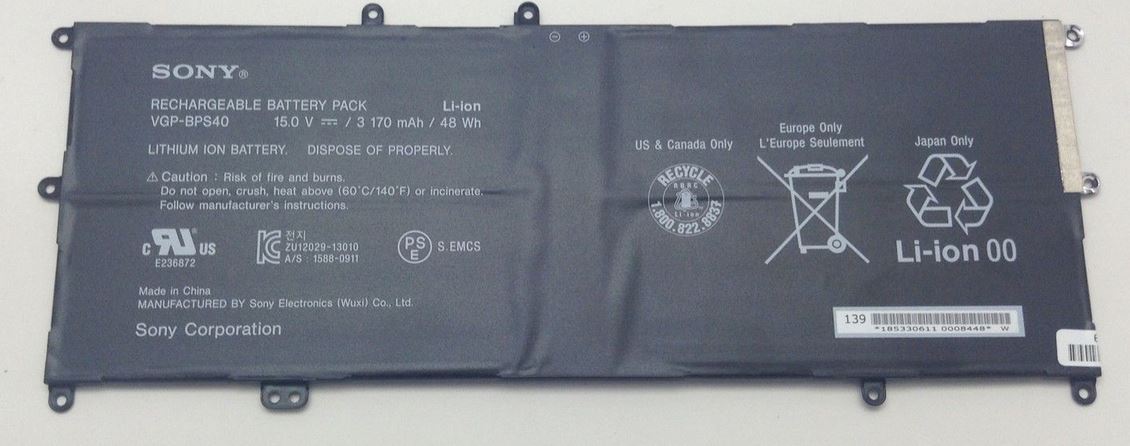 SONY®
RECHARGEABLE BATTERY PACK Li-ion
VGP-BPS40 15.0 V ⎓ / 3 170 mAh / 48 Wh
LITHIUM ION BATTERY. DISPOSE OF PROPERLY.
⚠ Caution : Risk of fire and burns.
Do not open, crush, heat above (60°C/140°F) or incinerate.
Follow manufacturer's instructions.
C RU US
E236872
전지
ZU12029-13010
A/S : 1588-0911
PS
E
S.EMCS
Made in China
MANUFACTURED BY Sony Electronics (Wuxi) Co., Ltd.
Sony Corporation
⊖ ⊕
US & Canada Only
RECYCLE
RBRC
Li-ion
1.800.822.8837
Europe Only
L'Europe Seulement
Japan Only
Li-ion 00
139
*185330611 0008448* W